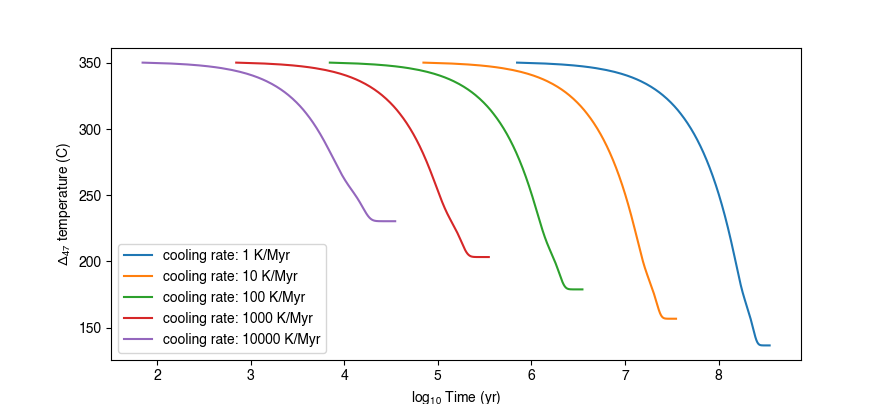 350
300
250
200
150
Δ47 temperature (C)
cooling rate: 1 K/Myr
cooling rate: 10 K/Myr
cooling rate: 100 K/Myr
cooling rate: 1000 K/Myr
cooling rate: 10000 K/Myr
2 3 4 5 6 7 8
log10 Time (yr)